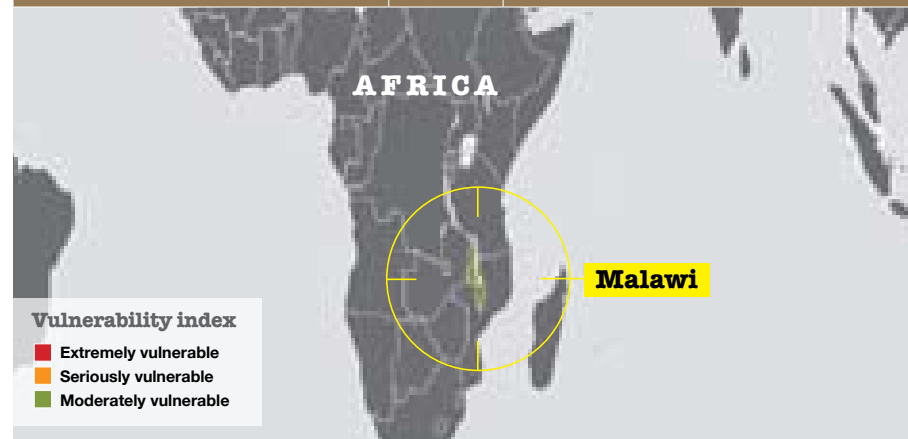 AFRICA
Malawi
Vulnerability index
Extremely vulnerable
Seriously vulnerable
Moderately vulnerable